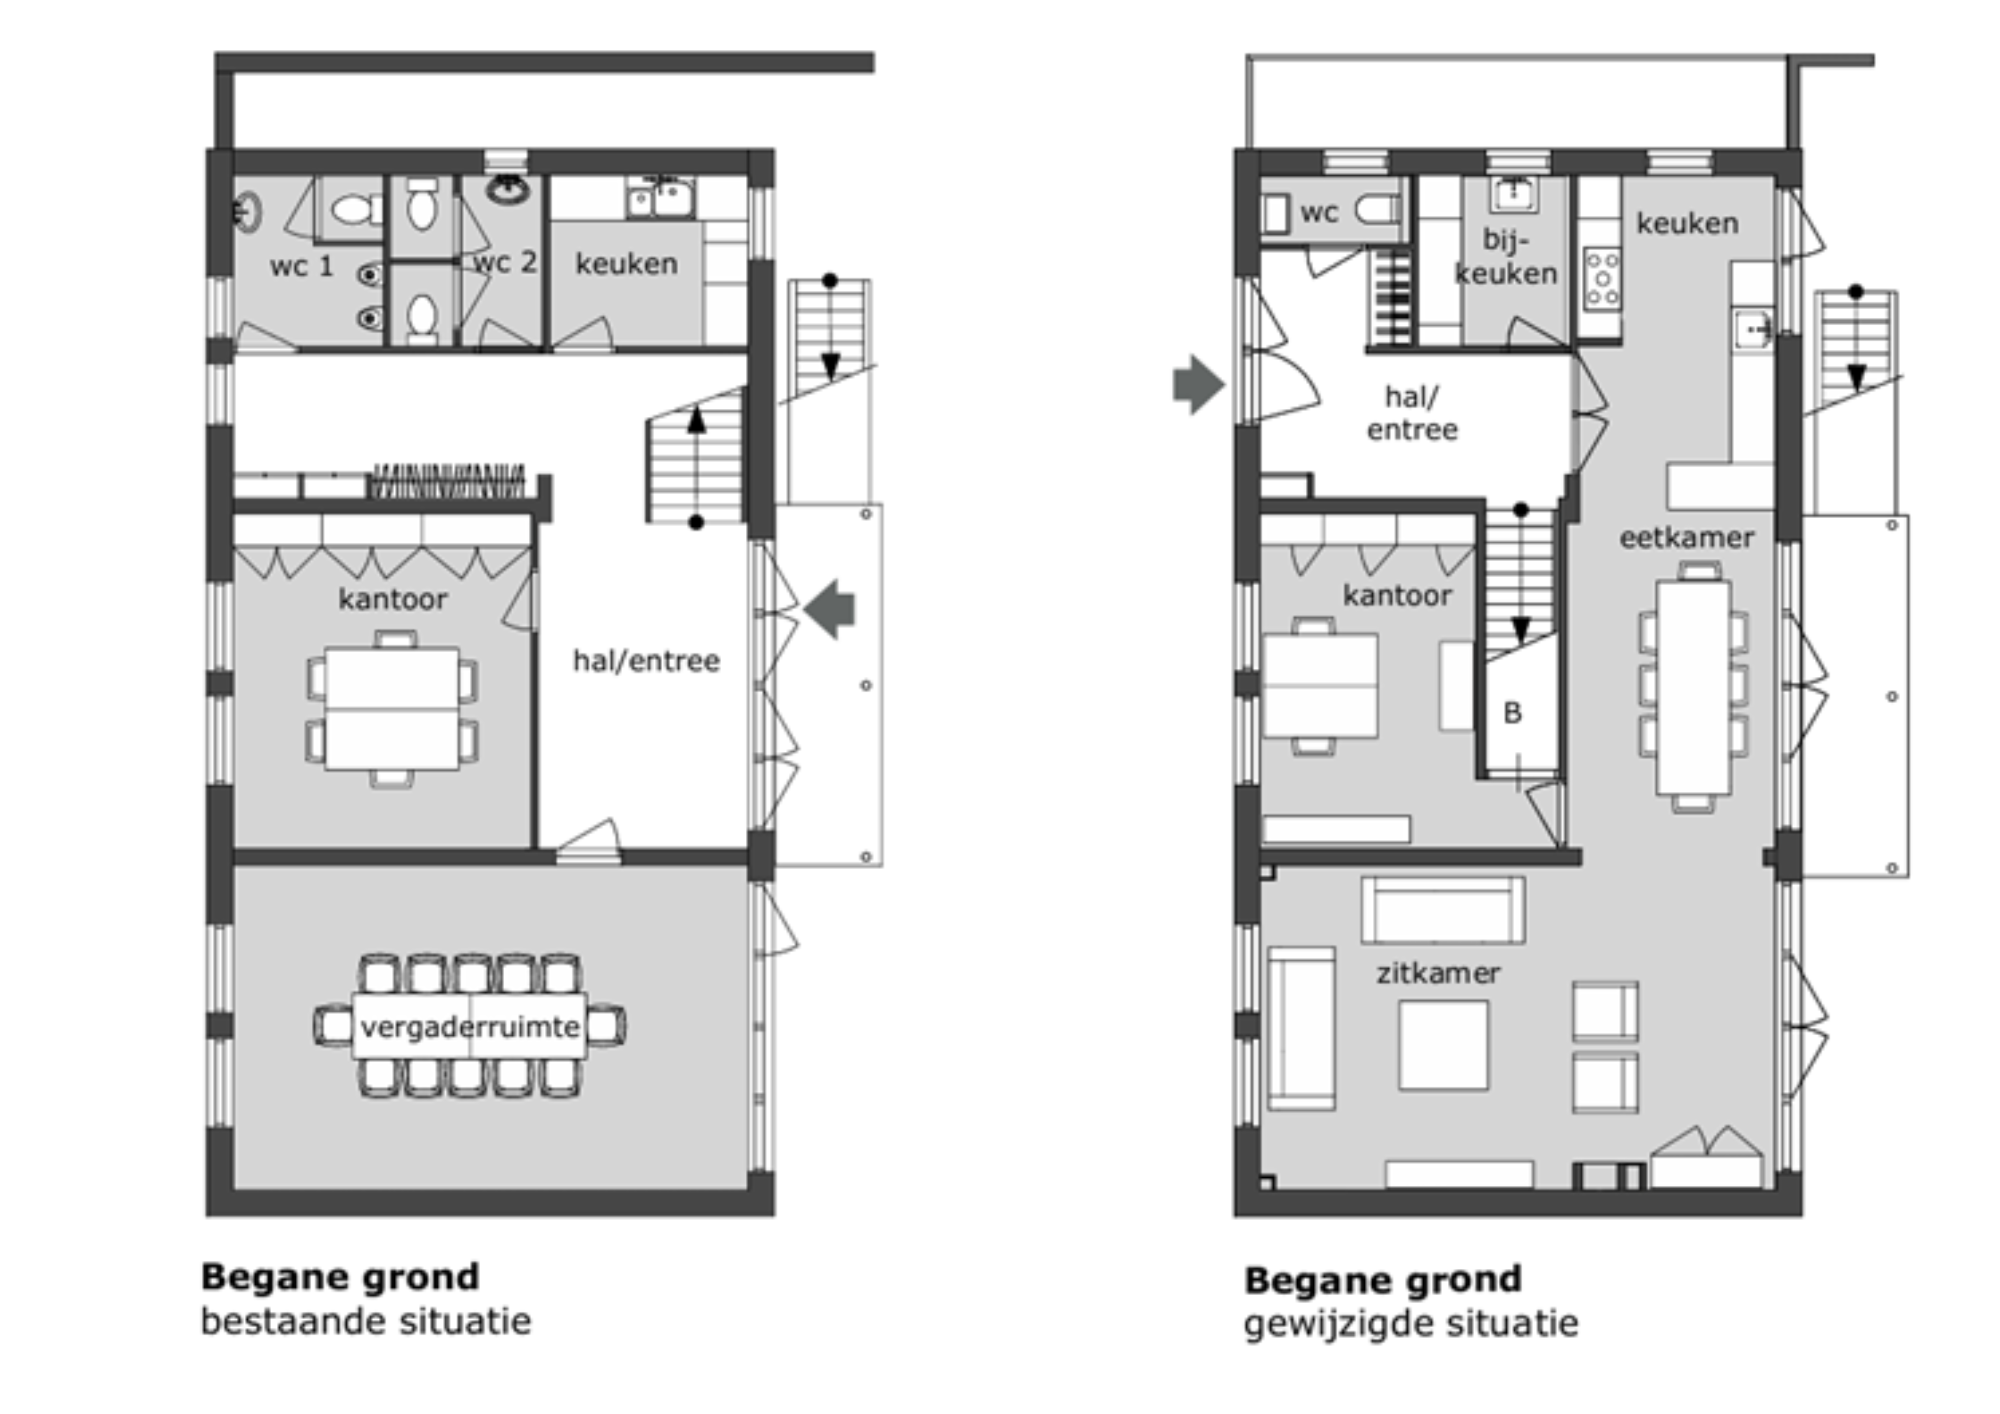 wc 1
wc 2
keuken
kantoor
hal/entree
vergaderruimte
Begane grond
bestaande situatie
wc
bij-
keuken
keuken
hal/
entree
eetkamer
kantoor
B
zitkamer
Begane grond
gewijzigde situatie